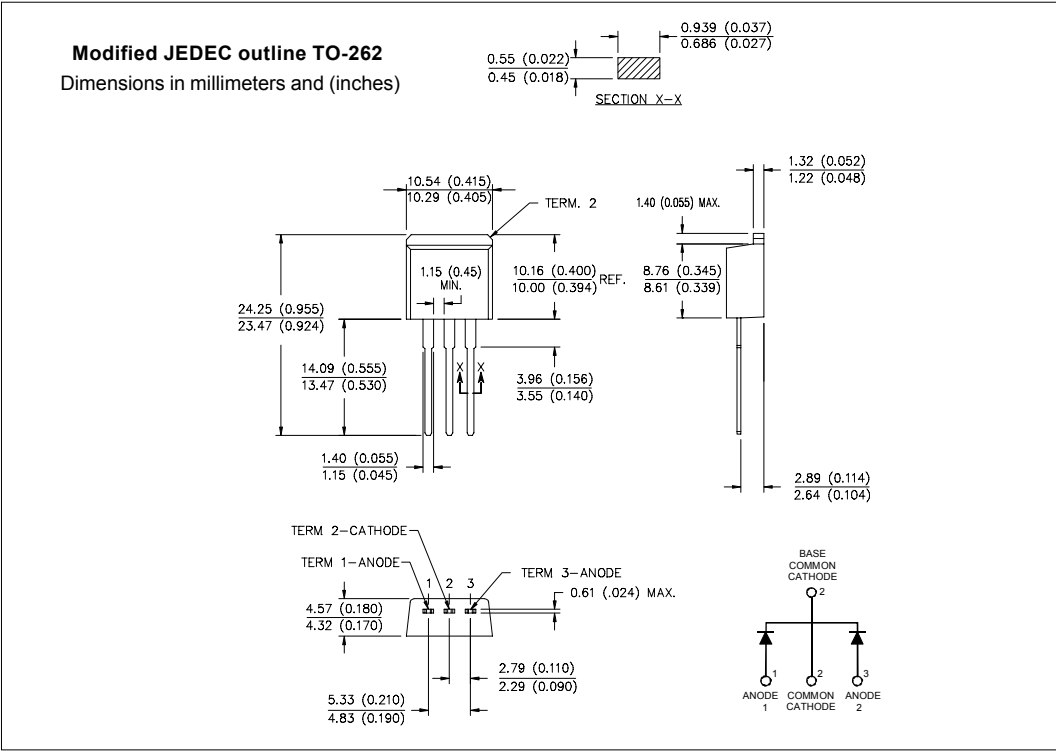 Modified JEDEC outline TO-262
Dimensions in millimeters and (inches)
0.939 (0.037)
0.686 (0.027)
0.55 (0.022)
0.45 (0.018)
SECTION X-X
1.32 (0.052)
1.22 (0.048)
10.54 (0.415)
10.29 (0.405)
TERM. 2
1.40 (0.055) MAX.
1.15 (0.45)
MIN.
10.16 (0.400)
10.00 (0.394)
REF.
8.76 (0.345)
8.61 (0.339)
24.25 (0.955)
23.47 (0.924)
14.09 (0.555)
13.47 (0.530)
X X
3.96 (0.156)
3.55 (0.140)
1.40 (0.055)
1.15 (0.045)
2.89 (0.114)
2.64 (0.104)
TERM 2-CATHODE
TERM 1-ANODE
TERM 3-ANODE
1 2 3
0.61 (.024) MAX.
4.57 (0.180)
4.32 (0.170)
2.79 (0.110)
2.29 (0.090)
5.33 (0.210)
4.83 (0.190)
BASE
COMMON
CATHODE
2
1 2 3
ANODE COMMON ANODE
1 CATHODE 2